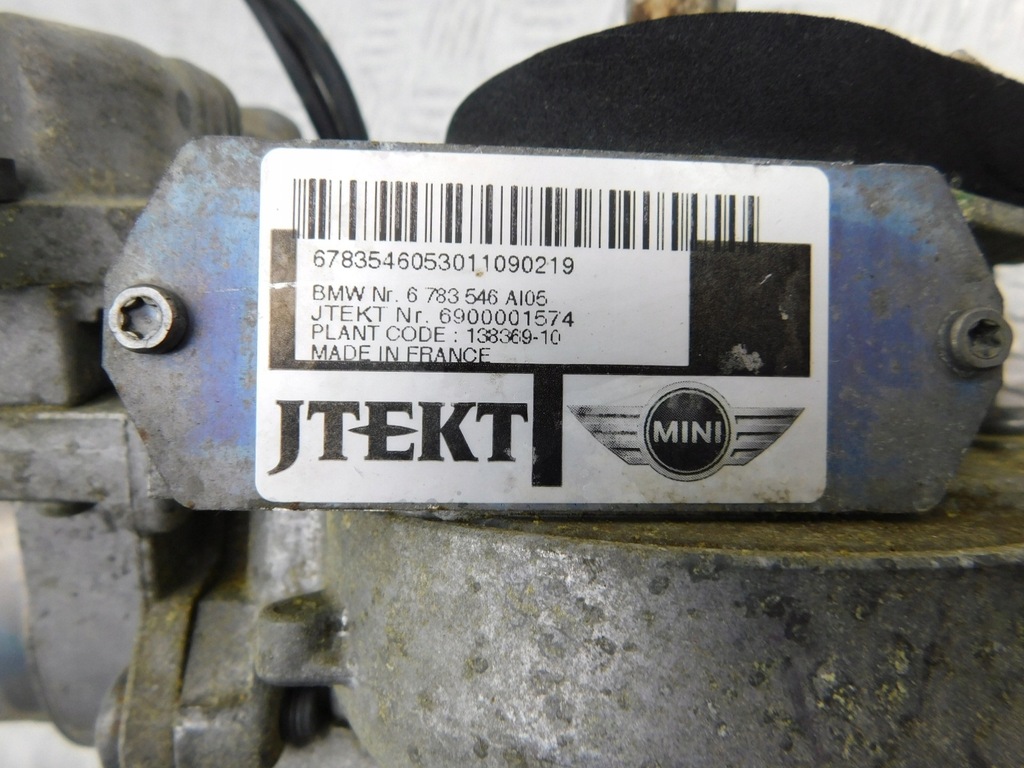 6783546053011090219
BMW Nr. 6 783 546 AI05
JTEKT Nr. 6900001574
PLANT CODE : 138369-10
MADE IN FRANCE
JTEKT
MINI